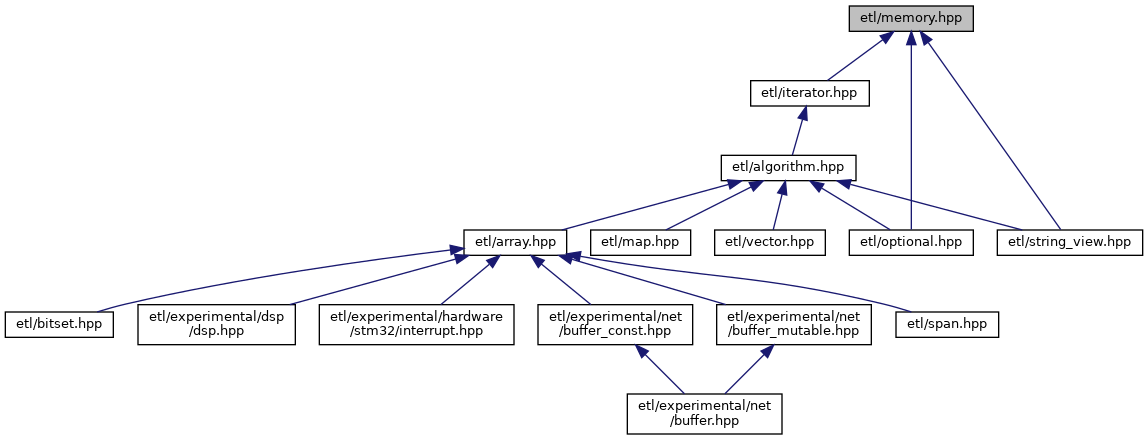 etl/memory.hpp
etl/iterator.hpp
etl/algorithm.hpp
etl/array.hpp
etl/map.hpp
etl/vector.hpp
etl/optional.hpp
etl/string_view.hpp
etl/bitset.hpp
etl/experimental/dsp
/dsp.hpp
etl/experimental/hardware
/stm32/interrupt.hpp
etl/experimental/net
/buffer_const.hpp
etl/experimental/net
/buffer_mutable.hpp
etl/span.hpp
etl/experimental/net
/buffer.hpp